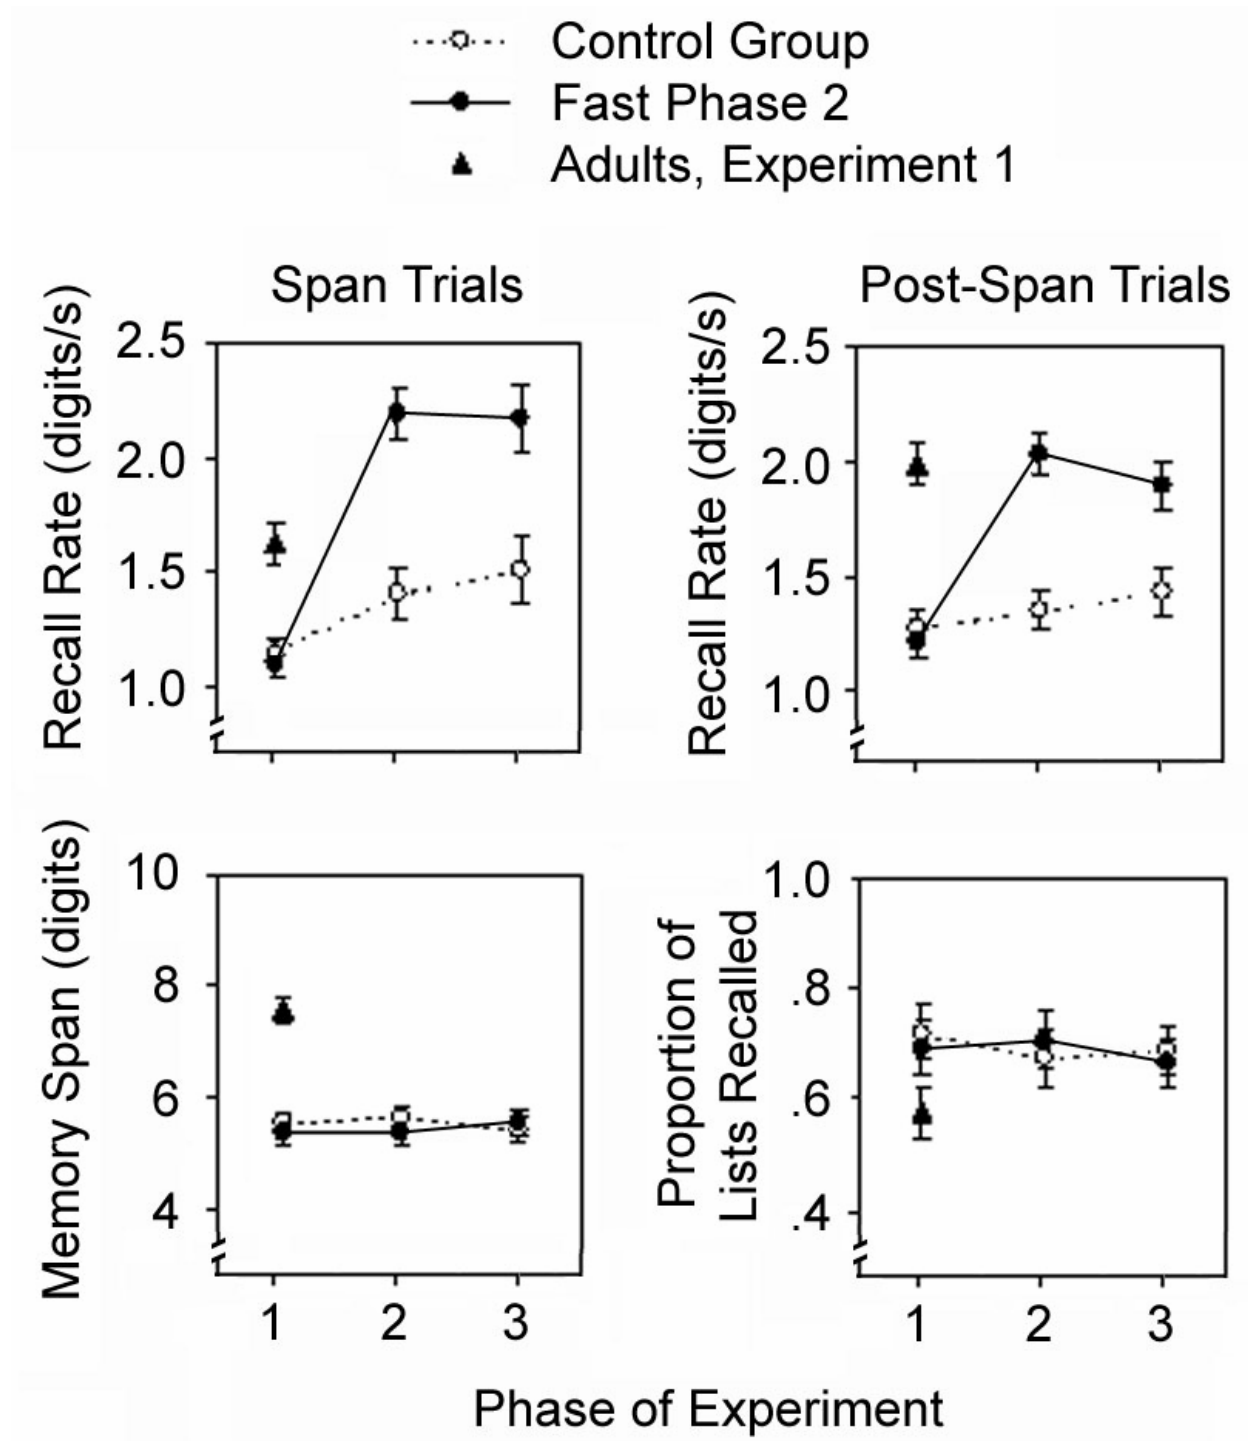 Control Group
Fast Phase 2
Adults, Experiment 1
Span Trials
Recall Rate (digits/s)
2.5
2.0
1.5
1.0
Post-Span Trials
Recall Rate (digits/s)
2.5
2.0
1.5
1.0
Memory Span (digits)
10
8
6
4
1 2 3
Proportion of
Lists Recalled
1.0
.8
.6
.4
1 2 3
Phase of Experiment